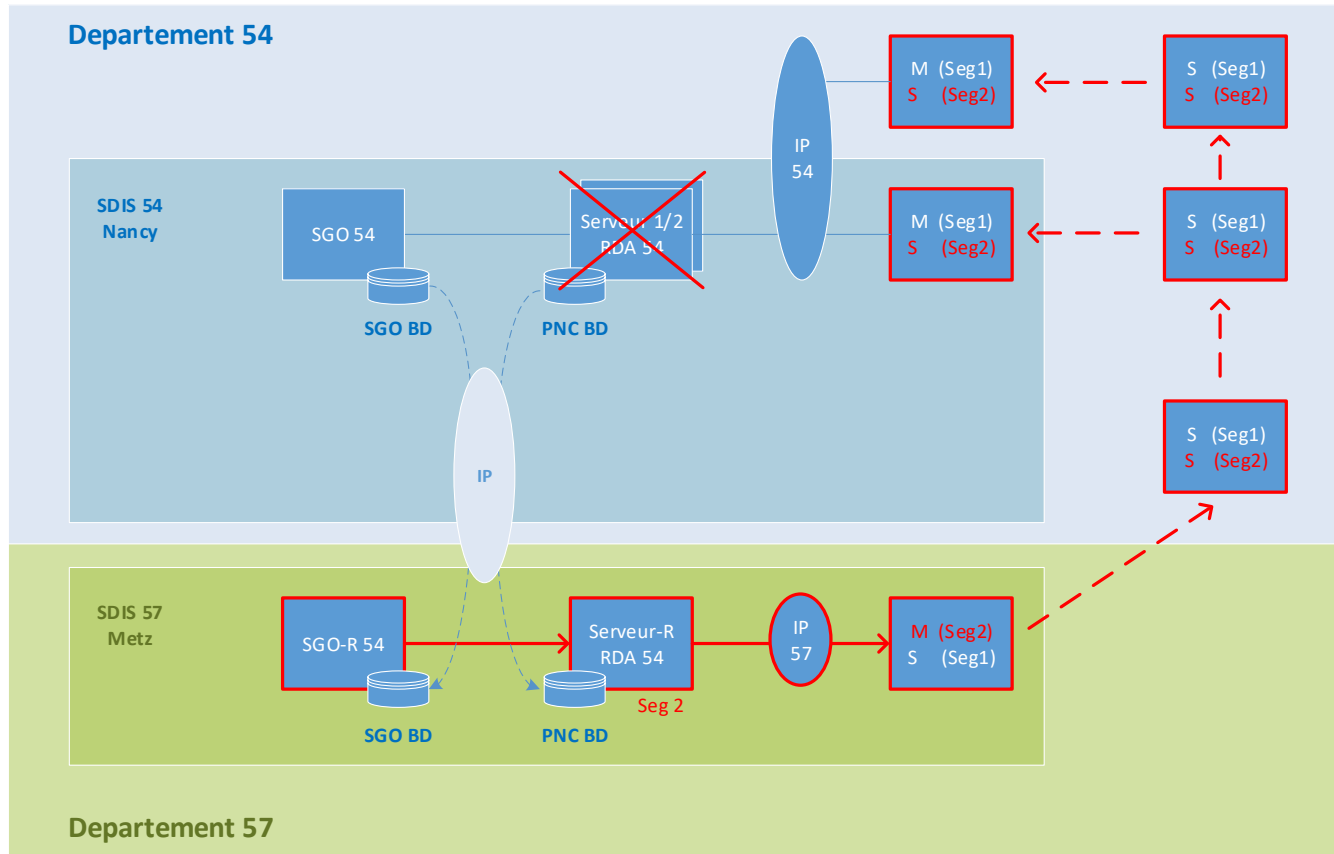 Departement 54
M (Seg1)
S (Seg2)
S (Seg1)
S (Seg2)
IP
54
SDIS 54
Nancy
SGO 54
Serveur 1/2
RDA 54
M (Seg1)
S (Seg2)
S (Seg1)
S (Seg2)
SGO BD
PNC BD
S (Seg1)
S (Seg2)
IP
SDIS 57
Metz
SGO-R 54
Serveur-R
RDA 54
IP
57
M (Seg2)
S (Seg1)
Seg 2
SGO BD
PNC BD
Departement 57